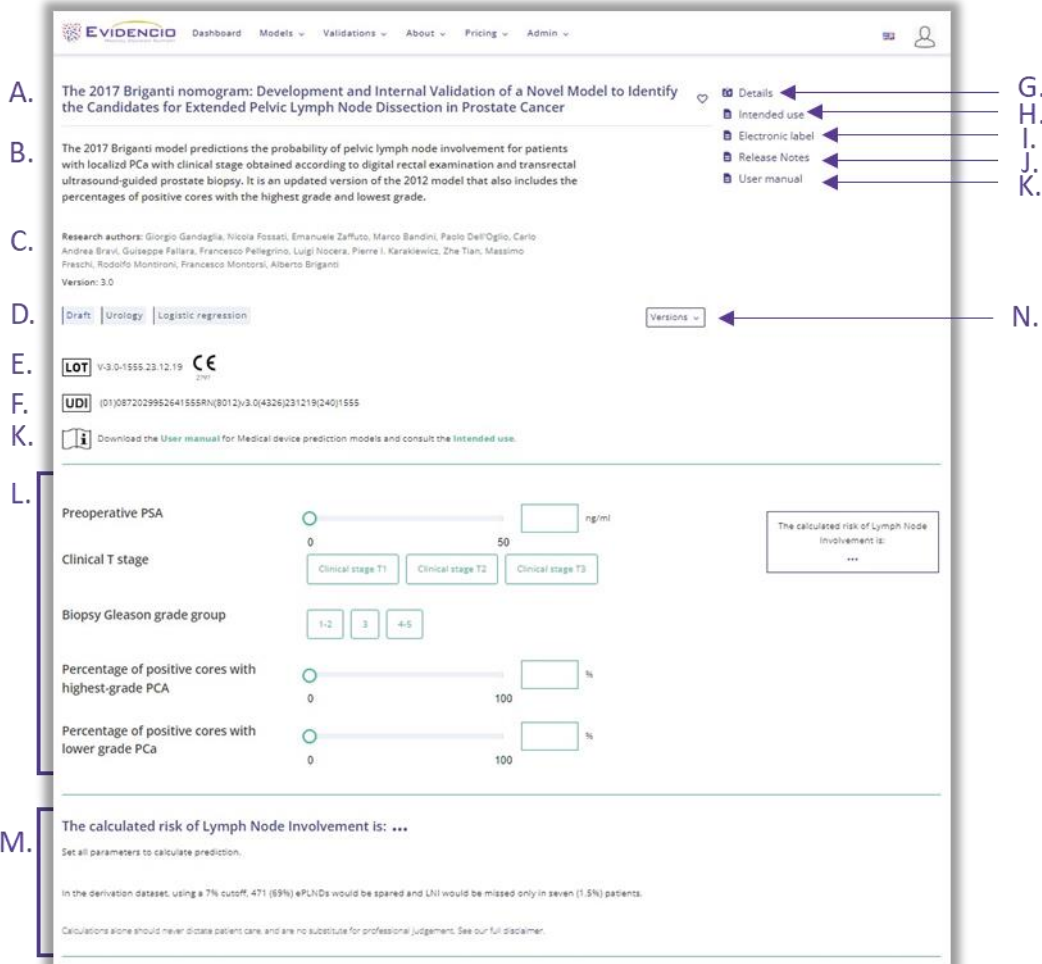 EVIDENCIO Dashboard Models Validations About Pricing Admin
A. The 2017 Briganti nomogram: Development and Internal Validation of a Novel Model to Identify
the Candidates for Extended Pelvic Lymph Node Dissection in Prostate Cancer
Details G.
Intended use H.
Electronic label I.
Release Notes J.
User manual K.
B. The 2017 Briganti model predictions the probability of pelvic lymph node involvement for patients
with localizd PCa with clinical stage obtained according to digital rectal examination and transrectal
ultrasound-guided prostate biopsy. It is an updated version of the 2012 model that also includes the
percentages of positive cores with the highest grade and lowest grade.
C. Research authors: Giorgio Gandaglia, Nicola Fossati, Emanuele Zaffuto, Marco Bandini, Paolo Dell'Oglio, Carlo
Andrea Bravi, Guiseppe Fallara, Francesco Pellegrino, Luigi Nocera, Pierre I. Karakiewicz, Zhe Tian, Massimo
Freschi, Rodolfo Montironi, Francesco Montorsi, Alberto Briganti
Version: 3.0
D. Draft Urology Logistic regression Versions N.
E. LOT V-3.0-1555.23.12.19 CE
2797
F. UDI (01)0872029952641555RN(8012)v3.0(4326)231219(240)1555
K. Download the User manual for Medical device prediction models and consult the Intended use.
L.
Preoperative PSA ng/ml
0 50
Clinical T stage Clinical stage T1 Clinical stage T2 Clinical stage T3
Biopsy Gleason grade group 1-2 3 4-5
Percentage of positive cores with
highest-grade PCA %
0 100
Percentage of positive cores with
lower grade PCa %
0 100
The calculated risk of Lymph Node
Involvement is:
...
M.
The calculated risk of Lymph Node Involvement is: ...
Set all parameters to calculate prediction.
In the derivation dataset, using a 7% cutoff, 471 (69%) ePLNDs would be spared and LNI would be missed only in seven (1.5%) patients.
Calculations alone should never dictate patient care, and are no substitute for professional judgement. See our full disclaimer.